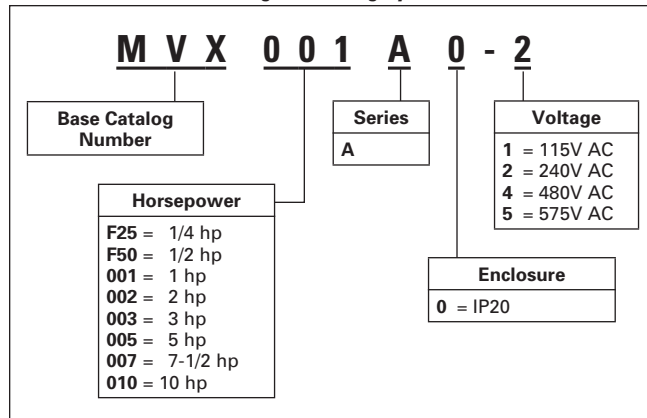 M V X 0 0 1 A 0 - 2
Base Catalog
Number
Horsepower
F25 = 1/4 hp
F50 = 1/2 hp
001 = 1 hp
002 = 2 hp
003 = 3 hp
005 = 5 hp
007 = 7-1/2 hp
010 = 10 hp
Series
A
Enclosure
0 = IP20
Voltage
1 = 115V AC
2 = 240V AC
4 = 480V AC
5 = 575V AC